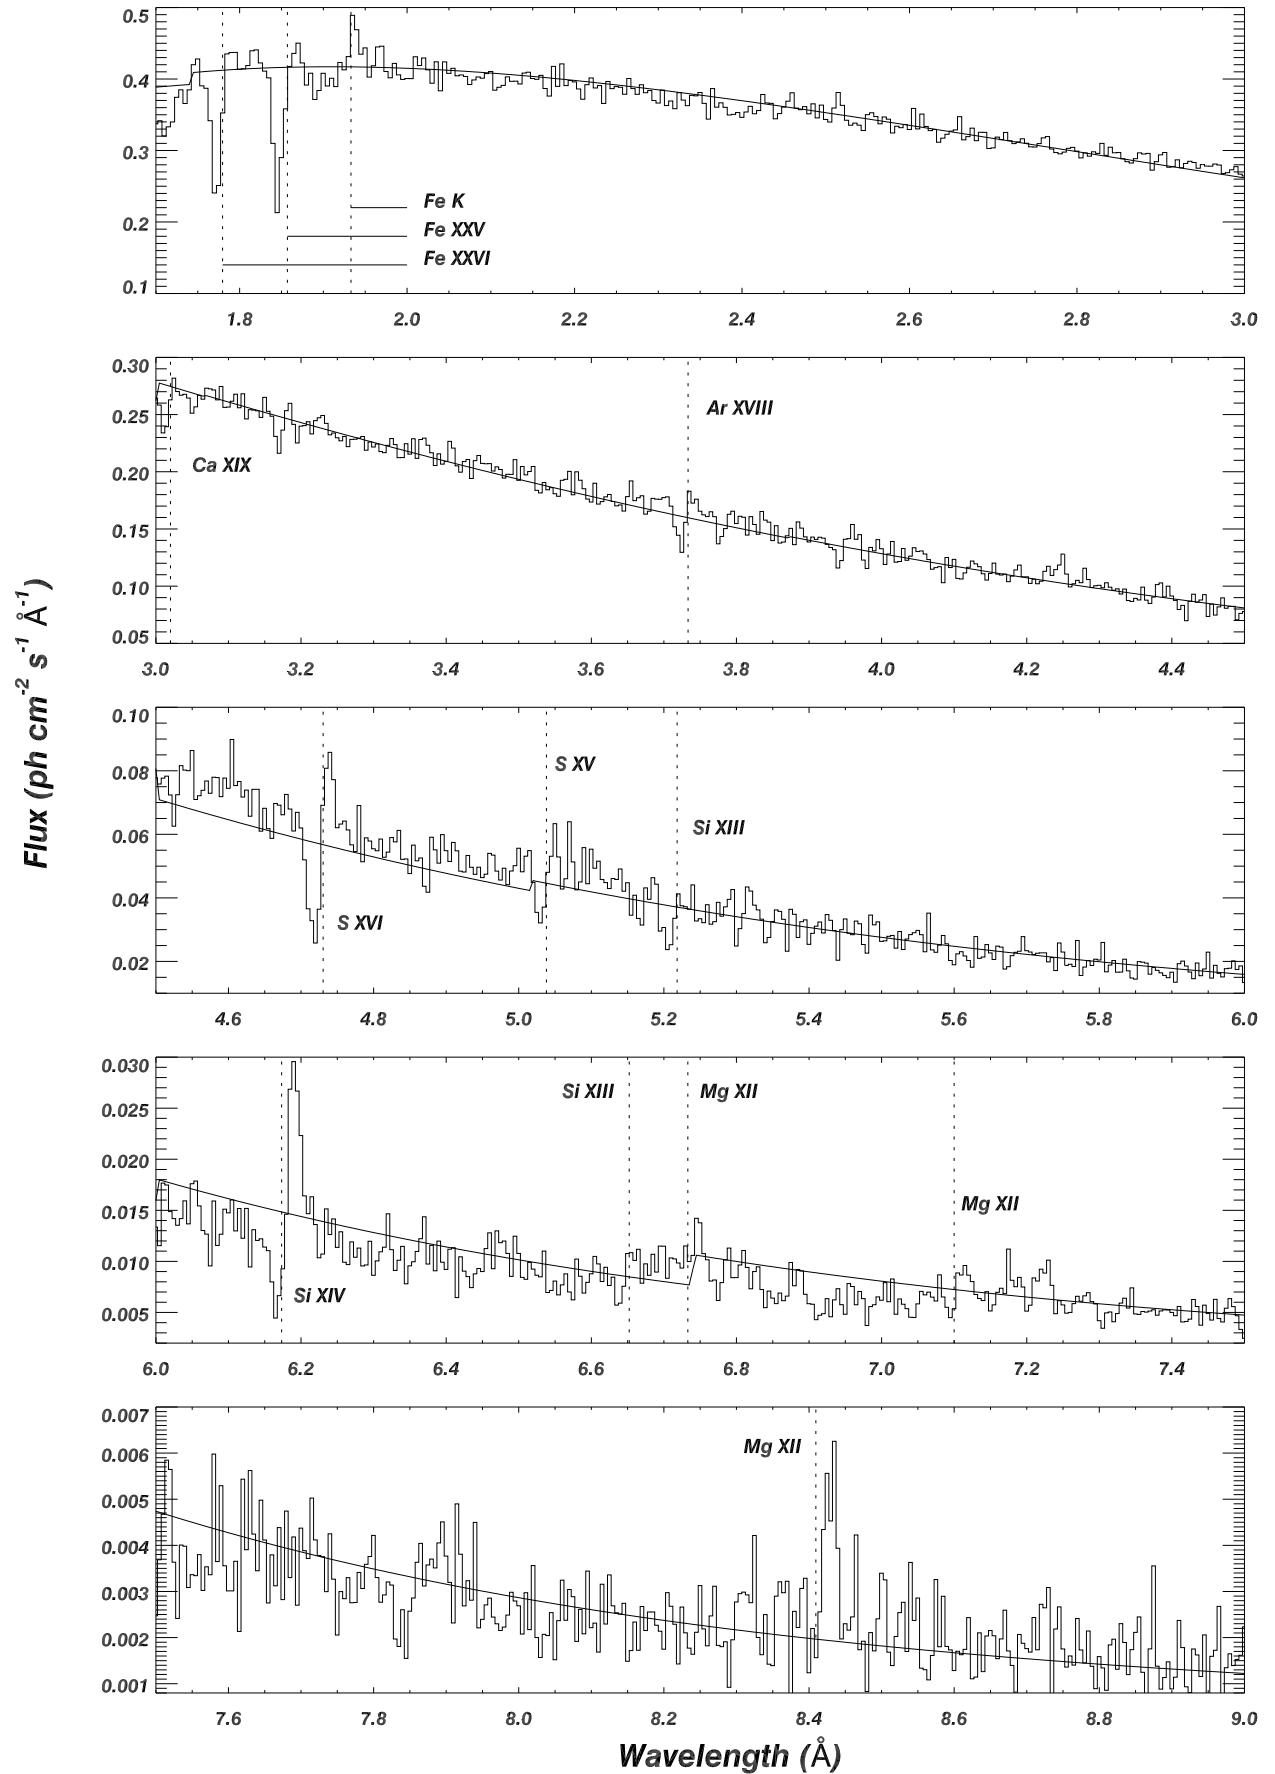 0.5
0.4
0.3
0.2
0.1
Fe K
Fe XXV
Fe XXVI
1.8 2.0 2.2 2.4 2.6 2.8 3.0
0.30
0.25
0.20
0.15
0.10
0.05
Ca XIX
Ar XVIII
3.0 3.2 3.4 3.6 3.8 4.0 4.2 4.4
Flux (ph cm⁻² s⁻¹ Å⁻¹)
0.10
0.08
0.06
0.04
0.02
S XVI
S XV
Si XIII
4.6 4.8 5.0 5.2 5.4 5.6 5.8 6.0
0.030
0.025
0.020
0.015
0.010
0.005
Si XIV
Si XIII
Mg XII
Mg XII
6.0 6.2 6.4 6.6 6.8 7.0 7.2 7.4
0.007
0.006
0.005
0.004
0.003
0.002
0.001
Mg XII
7.6 7.8 8.0 8.2 8.4 8.6 8.8 9.0
Wavelength (Å)